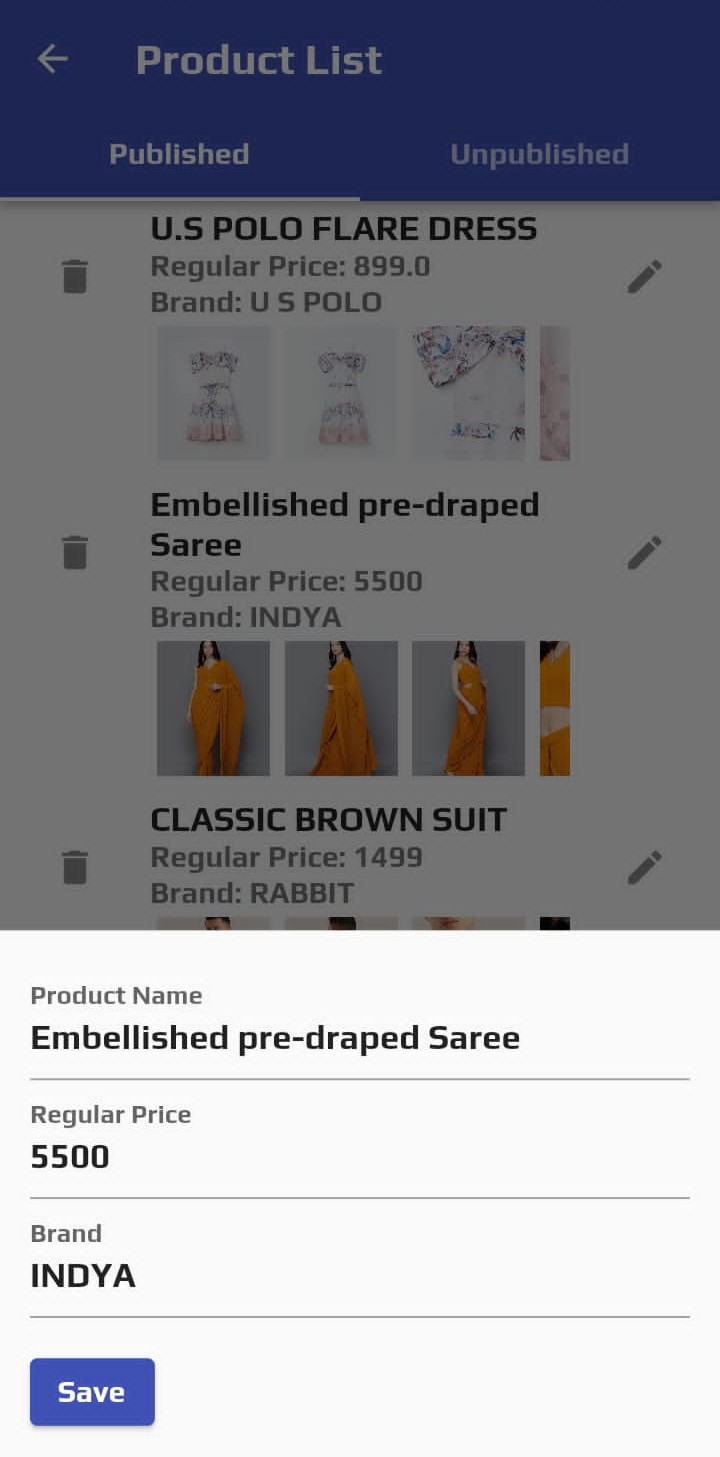 Product List
Published
Unpublished
U.S POLO FLARE DRESS
Regular Price: 899.0
Brand: U S POLO
Embellished pre-draped
Saree
Regular Price: 5500
Brand: INDYA
CLASSIC BROWN SUIT
Regular Price: 1499
Brand: RABBIT
Product Name
Embellished pre-draped Saree
Regular Price
5500
Brand
INDYA
Save